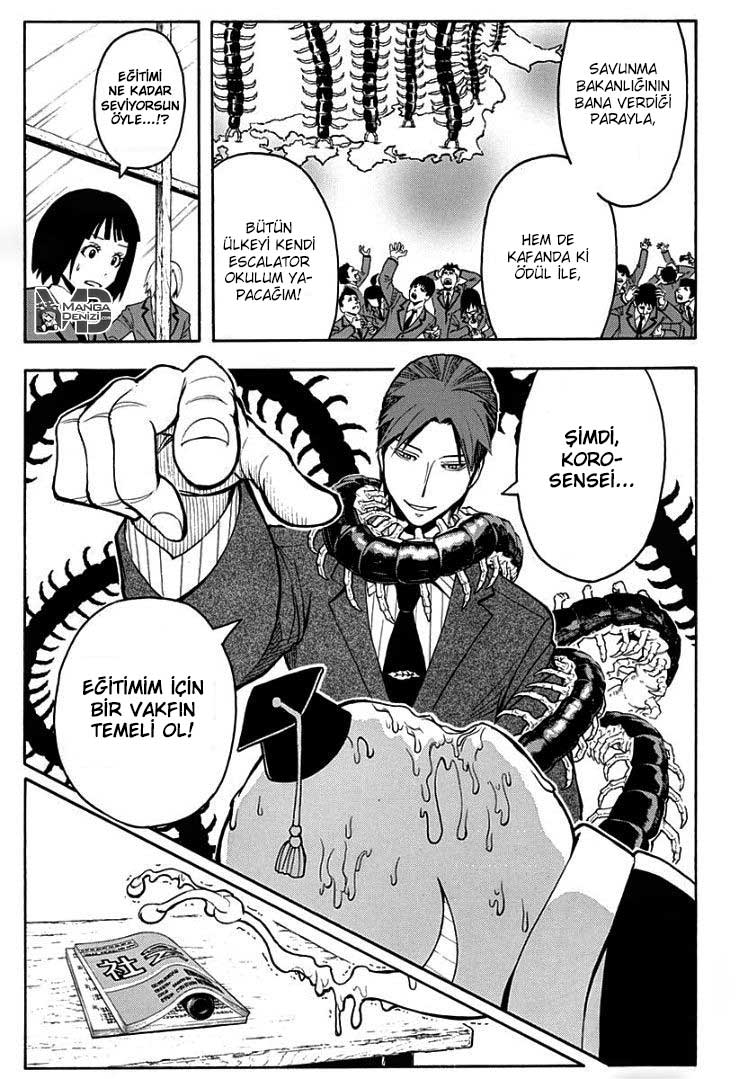 SAVUNMA
BAKANLIĞININ
BANA VERDİĞİ
PARAYLA,
HEM DE
KAFANDA Kİ
ÖDÜL İLE,
BÜTÜN
ÜLKEYİ KENDİ
ESCALATOR
OKULUM YA-
PACAĞIM!
EĞİTİMİ
NE KADAR
SEVİYORSUN
ÖYLE...!?
MANGA
DENİZİ.com
ŞİMDİ,
KORO-
SENSEI...
EĞİTİMİM İÇİN
BİR VAKFIN
TEMELİ OL!
社